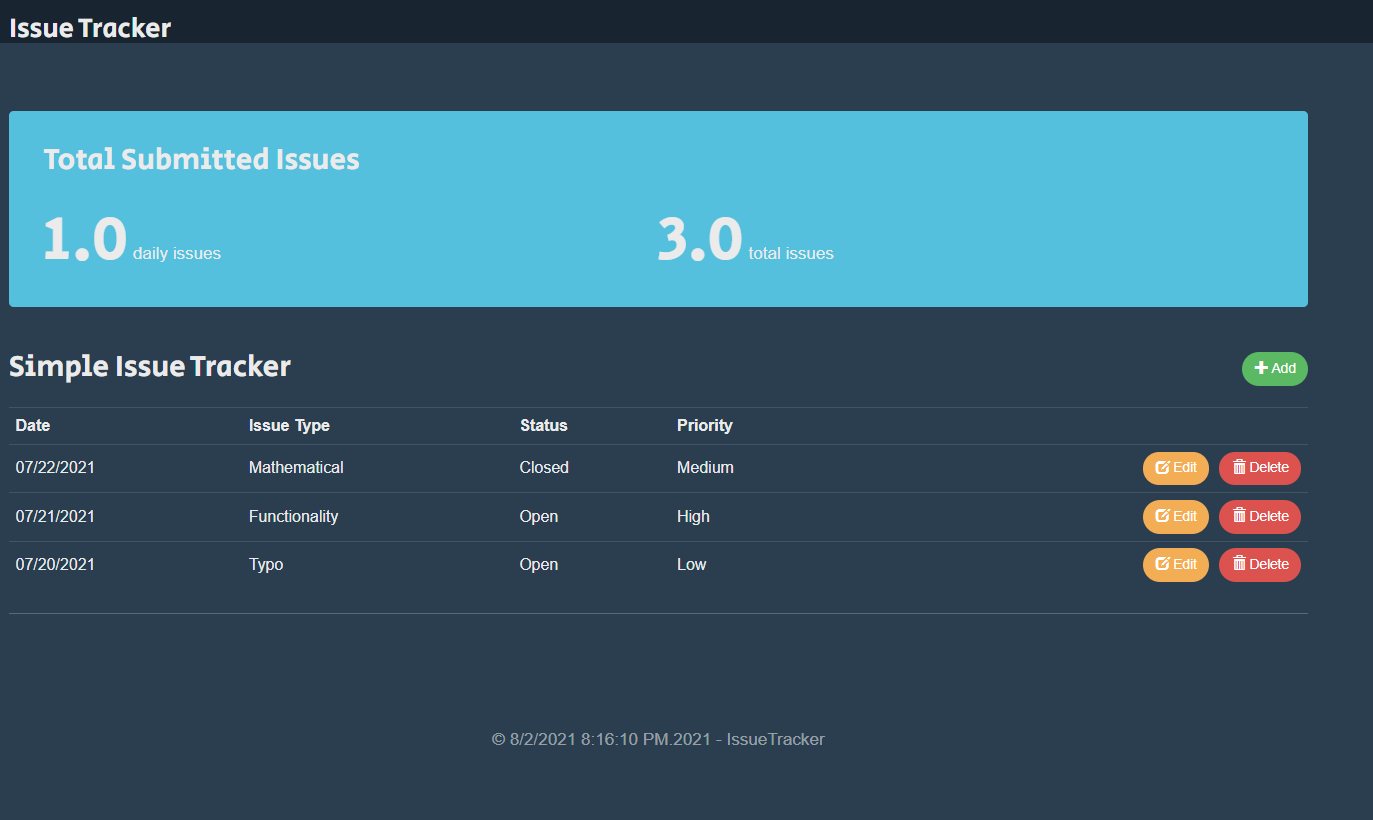 Issue Tracker
Total Submitted Issues
1.0 daily issues 3.0 total issues
Simple Issue Tracker Add
Date Issue Type Status Priority
07/22/2021 Mathematical Closed Medium Edit Delete
07/21/2021 Functionality Open High Edit Delete
07/20/2021 Typo Open Low Edit Delete
© 8/2/2021 8:16:10 PM.2021 - IssueTracker